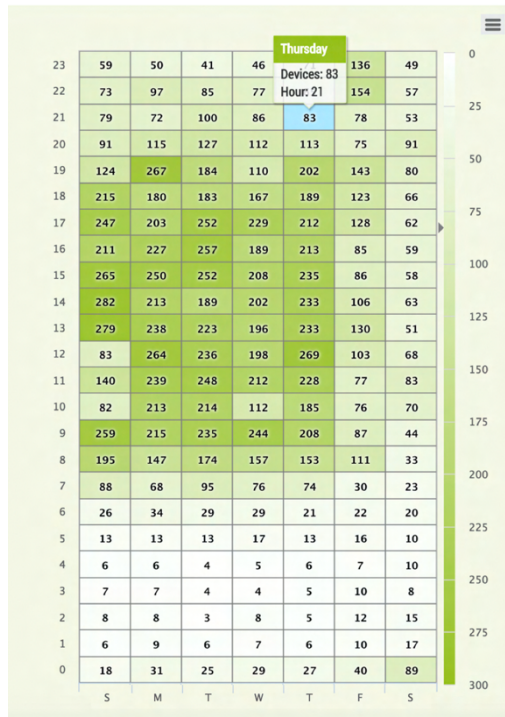 Thursday
Devices: 83
Hour: 21
23 59 50 41 46 136 49
22 73 97 85 77 154 57
21 79 72 100 86 83 78 53
20 91 115 127 112 113 75 91
19 124 267 184 110 202 143 80
18 215 180 183 167 189 123 66
17 247 203 252 229 212 128 62
16 211 227 257 189 213 85 59
15 265 250 252 208 235 86 58
14 282 213 189 202 233 106 63
13 279 238 223 196 233 130 51
12 83 264 236 198 269 103 68
11 140 239 248 212 228 77 83
10 82 213 214 112 185 76 70
9 259 215 235 244 208 87 44
8 195 147 174 157 153 111 33
7 88 68 95 76 74 30 23
6 26 34 29 29 21 22 20
5 13 13 13 17 13 16 10
4 6 6 4 5 6 7 10
3 7 7 4 4 5 10 8
2 8 8 3 8 5 12 15
1 6 9 6 7 6 10 17
0 18 31 25 29 27 40 89
S M T W T F S
0
25
50
75
100
125
150
175
200
225
250
275
300